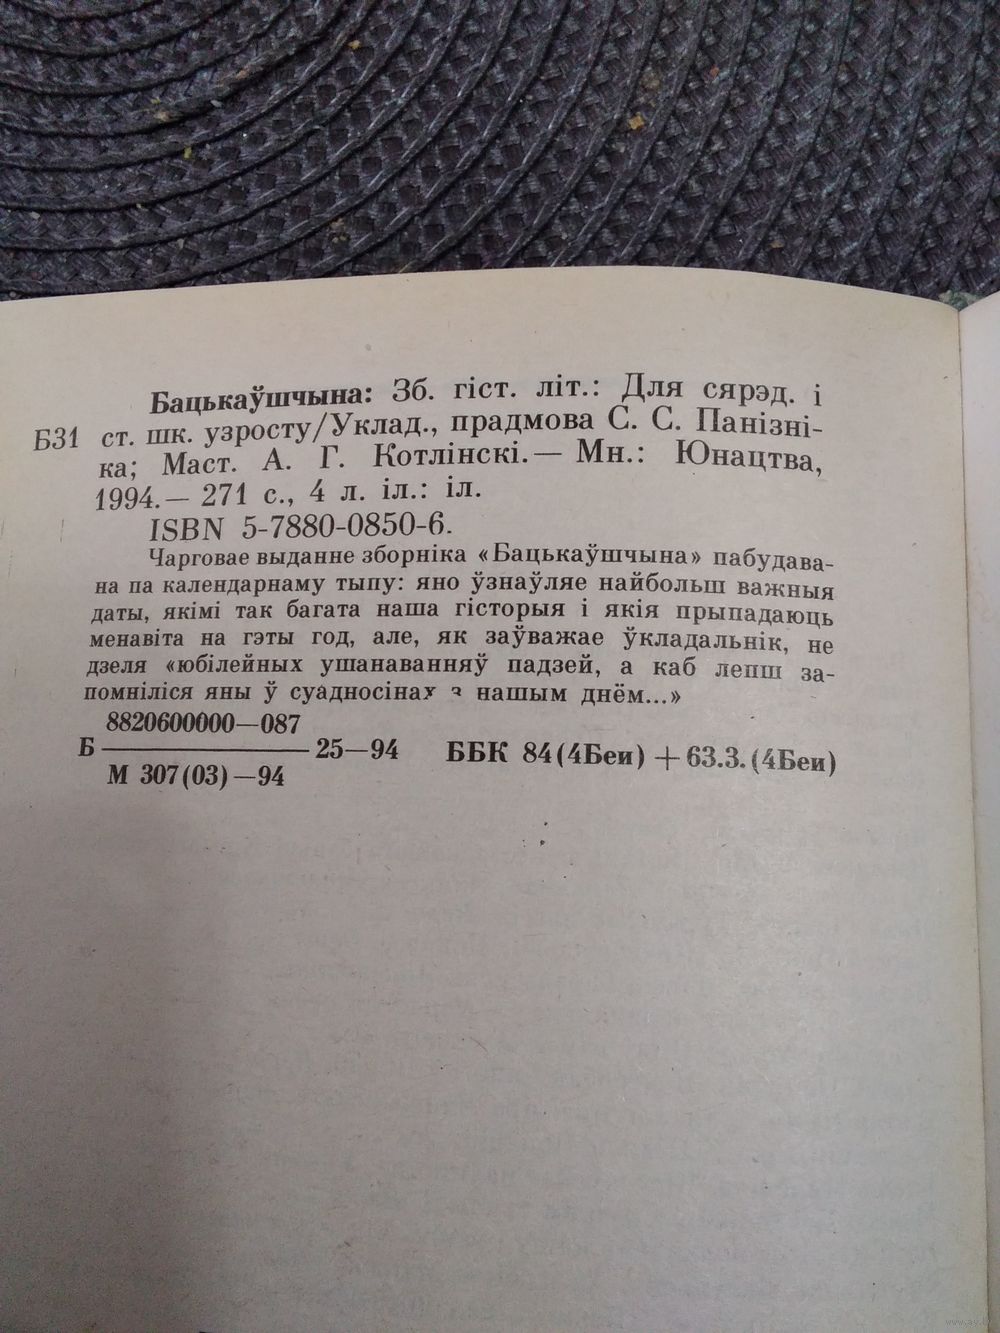 Бацькаўшчына: Зб. гіст. літ.: Для сярэд. і
Б31 ст. шк. узросту/Уклад., прадмова С. С. Панізні-
ка; Маст. А. Г. Котлінскі.— Мн.: Юнацтва,
1994.— 271 с., 4 л. іл.: іл.
ISBN 5-7880-0850-6.
Чарговае выданне зборніка «Бацькаўшчына» пабудава-
на па календарнаму тыпу: яно ўзнаўляе найбольш важныя
даты, якімі так багата наша гісторыя і якія прыпадаюць
менавіта на гэты год, але, як заўважае ўкладальнік, не
дзеля «юбілейных ушанаванняў падзей, а каб лепш за-
помніліся яны ў суадносінах з нашым днём...»
8820600000—087
Б 25—94 ББК 84(4Беи)+63.3.(4Беи)
М 307(03)—94